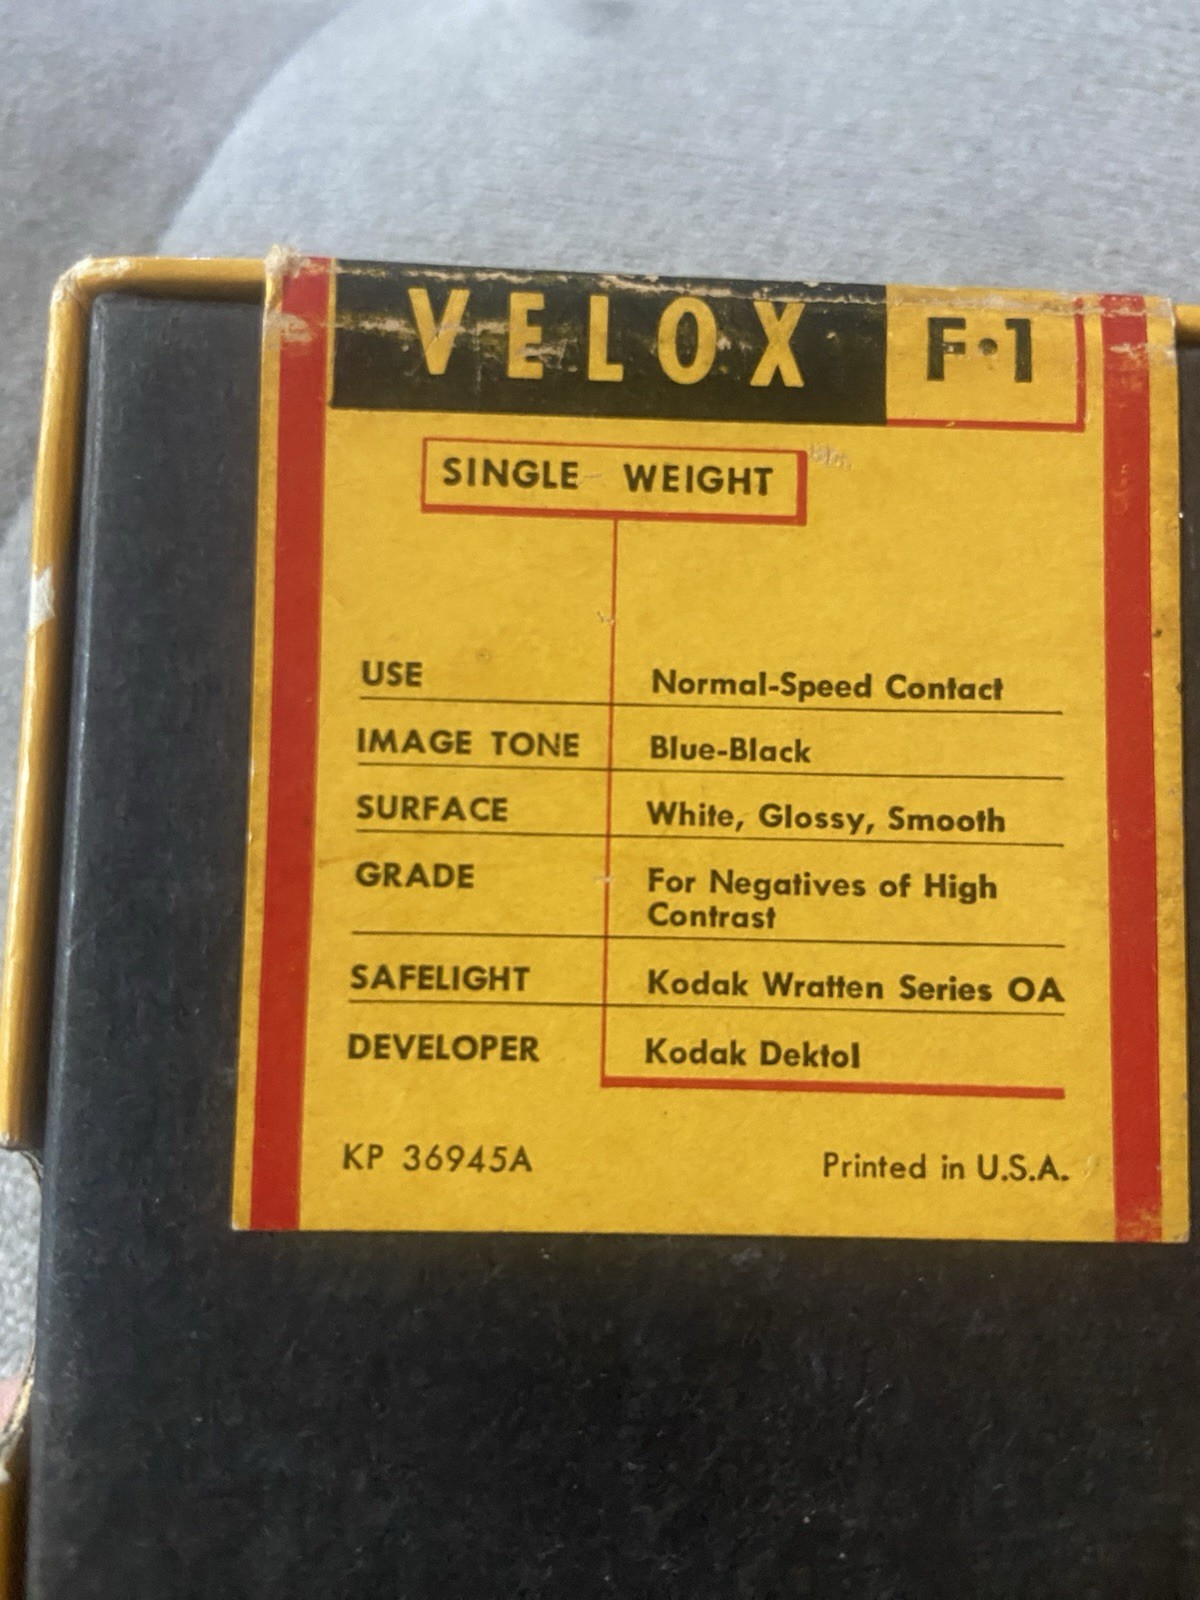 VELOX F·1
SINGLE WEIGHT
USE Normal-Speed Contact
IMAGE TONE Blue-Black
SURFACE White, Glossy, Smooth
GRADE For Negatives of High
Contrast
SAFELIGHT Kodak Wratten Series OA
DEVELOPER Kodak Dektol
KP 36945A Printed in U.S.A.